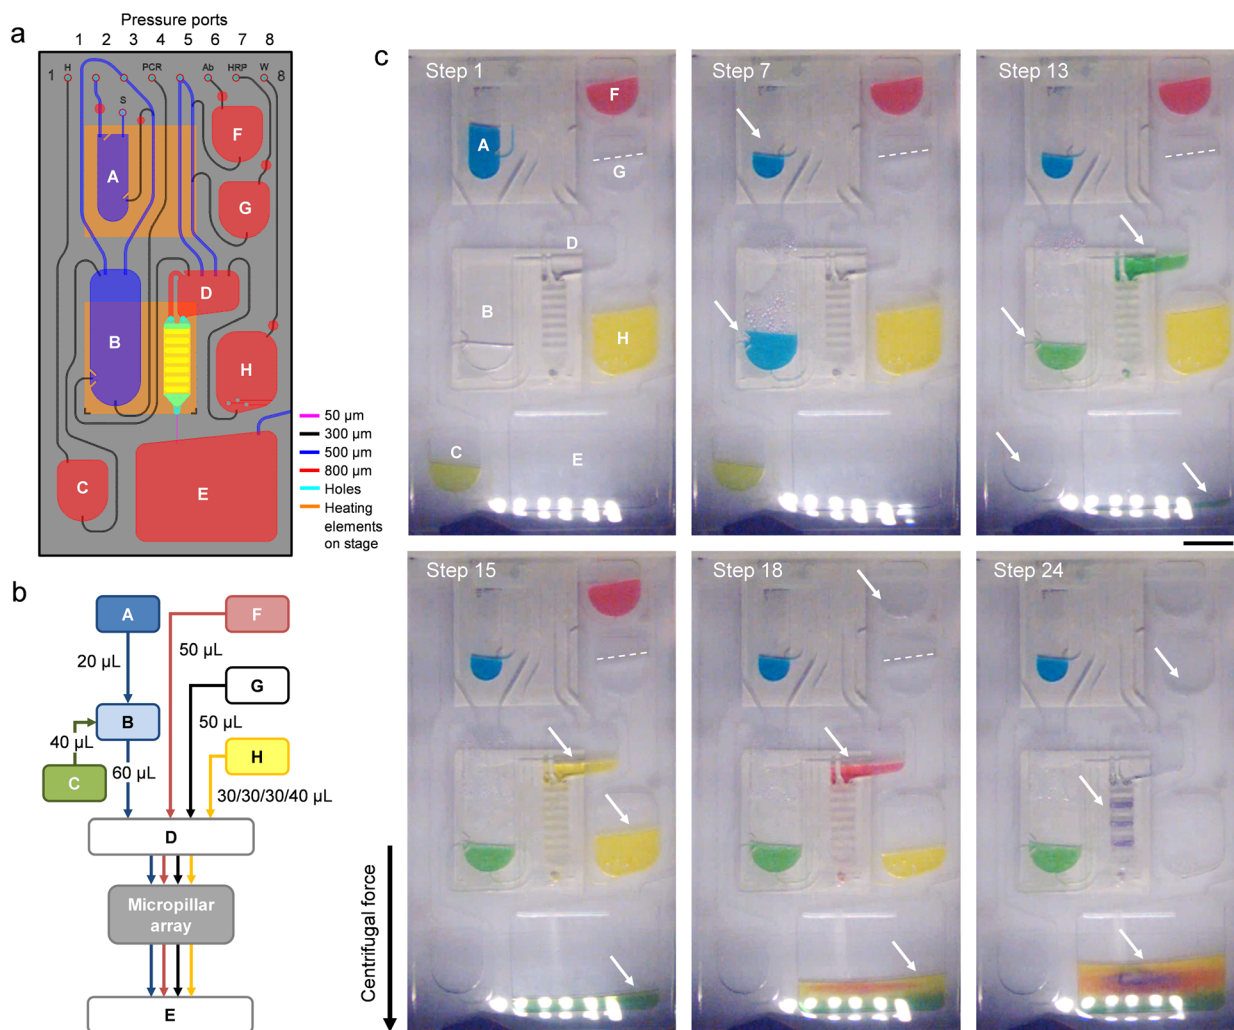 a
Pressure ports
1 2 3 4 5 6 7 8
1 H PCR Ab HRP W 8
S
A
F
G
D
B
H
C
E
50 µm
300 µm
500 µm
800 µm
Holes
Heating
elements
on stage
b
A
F
20 µL
50 µL
G
B
50 µL
40 µL
H
C
60 µL
30/30/30/40 µL
D
Micropillar
array
E
Centrifugal force
c
Step 1
F
A
G
D
B
H
C
E
Step 7
Step 13
Step 15
Step 18
Step 24